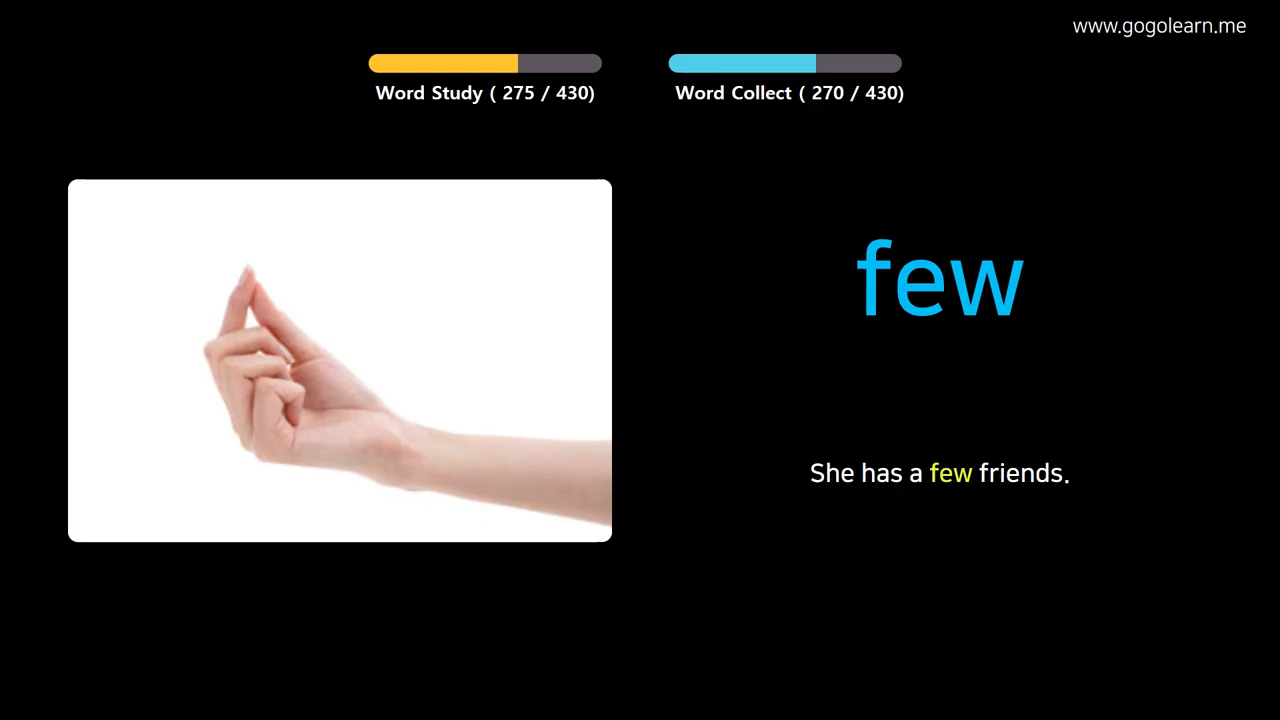 www.gogolearn.me
Word Study ( 275 / 430)
Word Collect ( 270 / 430)
few
She has a few friends.